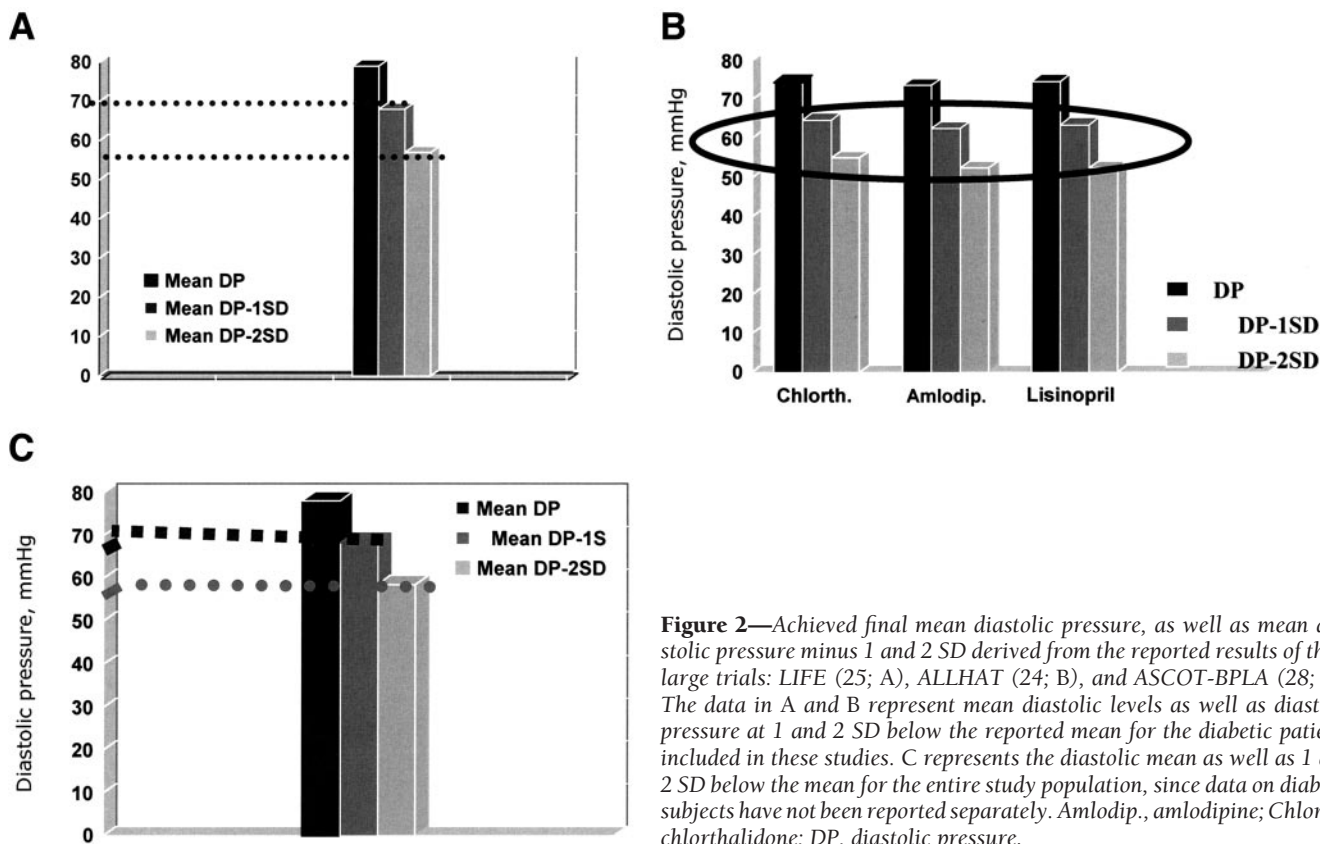 A
80
70
60
50
40
30
20
10
0
Mean DP
Mean DP-1SD
Mean DP-2SD
B
Diastolic pressure, mmHg
80
70
60
50
40
30
20
10
0
DP
DP-1SD
DP-2SD
Chlorth.
Amlodip.
Lisinopril
C
Diastolic pressure, mmHg
80
70
60
50
40
30
20
10
0
Mean DP
Mean DP-1S
Mean DP-2SD
Figure 2—Achieved final mean diastolic pressure, as well as mean
stolic pressure minus 1 and 2 SD derived from the reported results of
large trials: LIFE (25; A), ALLHAT (24; B), and ASCOT-BPLA (28;
The data in A and B represent mean diastolic levels as well as
pressure at 1 and 2 SD below the reported mean for the diabetic
included in these studies. C represents the diastolic mean as well as 1
2 SD below the mean for the entire study population, since data on
subjects have not been reported separately. Amlodip., amlodipine;
chlorthalidone; DP, diastolic pressure.